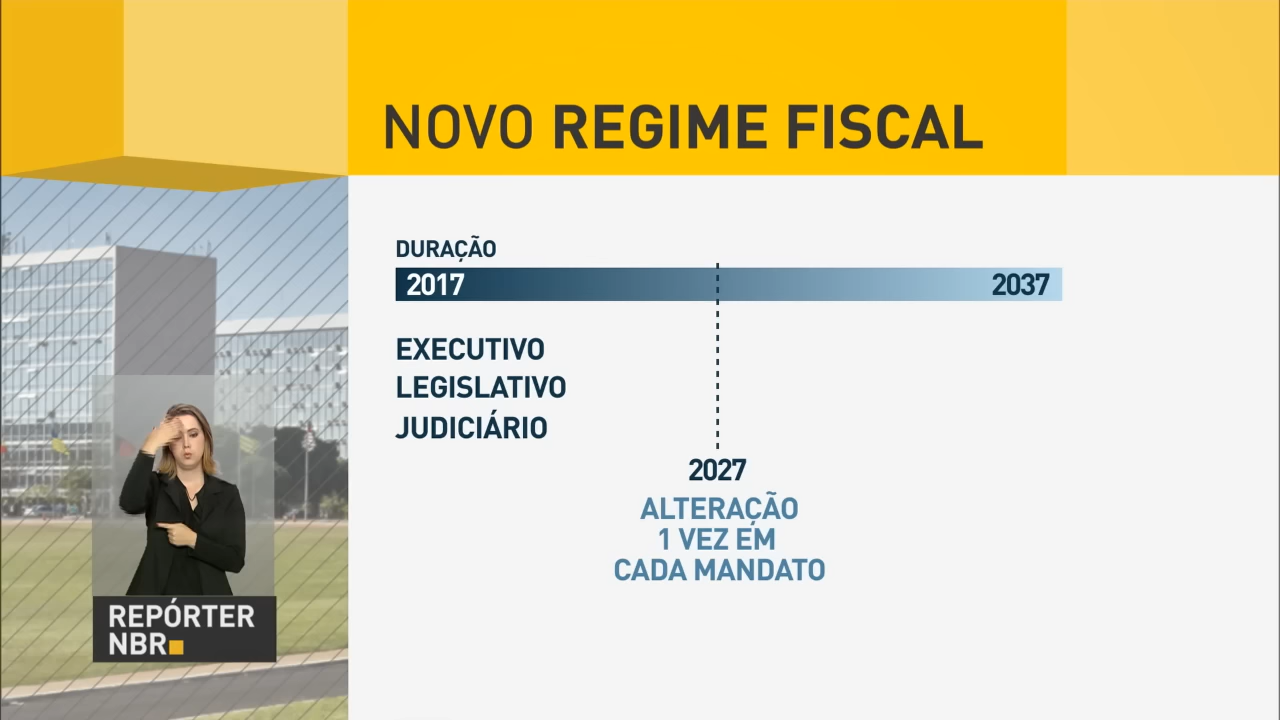 NOVO REGIME FISCAL
DURAÇÃO
2017 2037
EXECUTIVO
LEGISLATIVO
JUDICIÁRIO
2027
ALTERAÇÃO
1 VEZ EM
CADA MANDATO
REPÓRTER
NBR